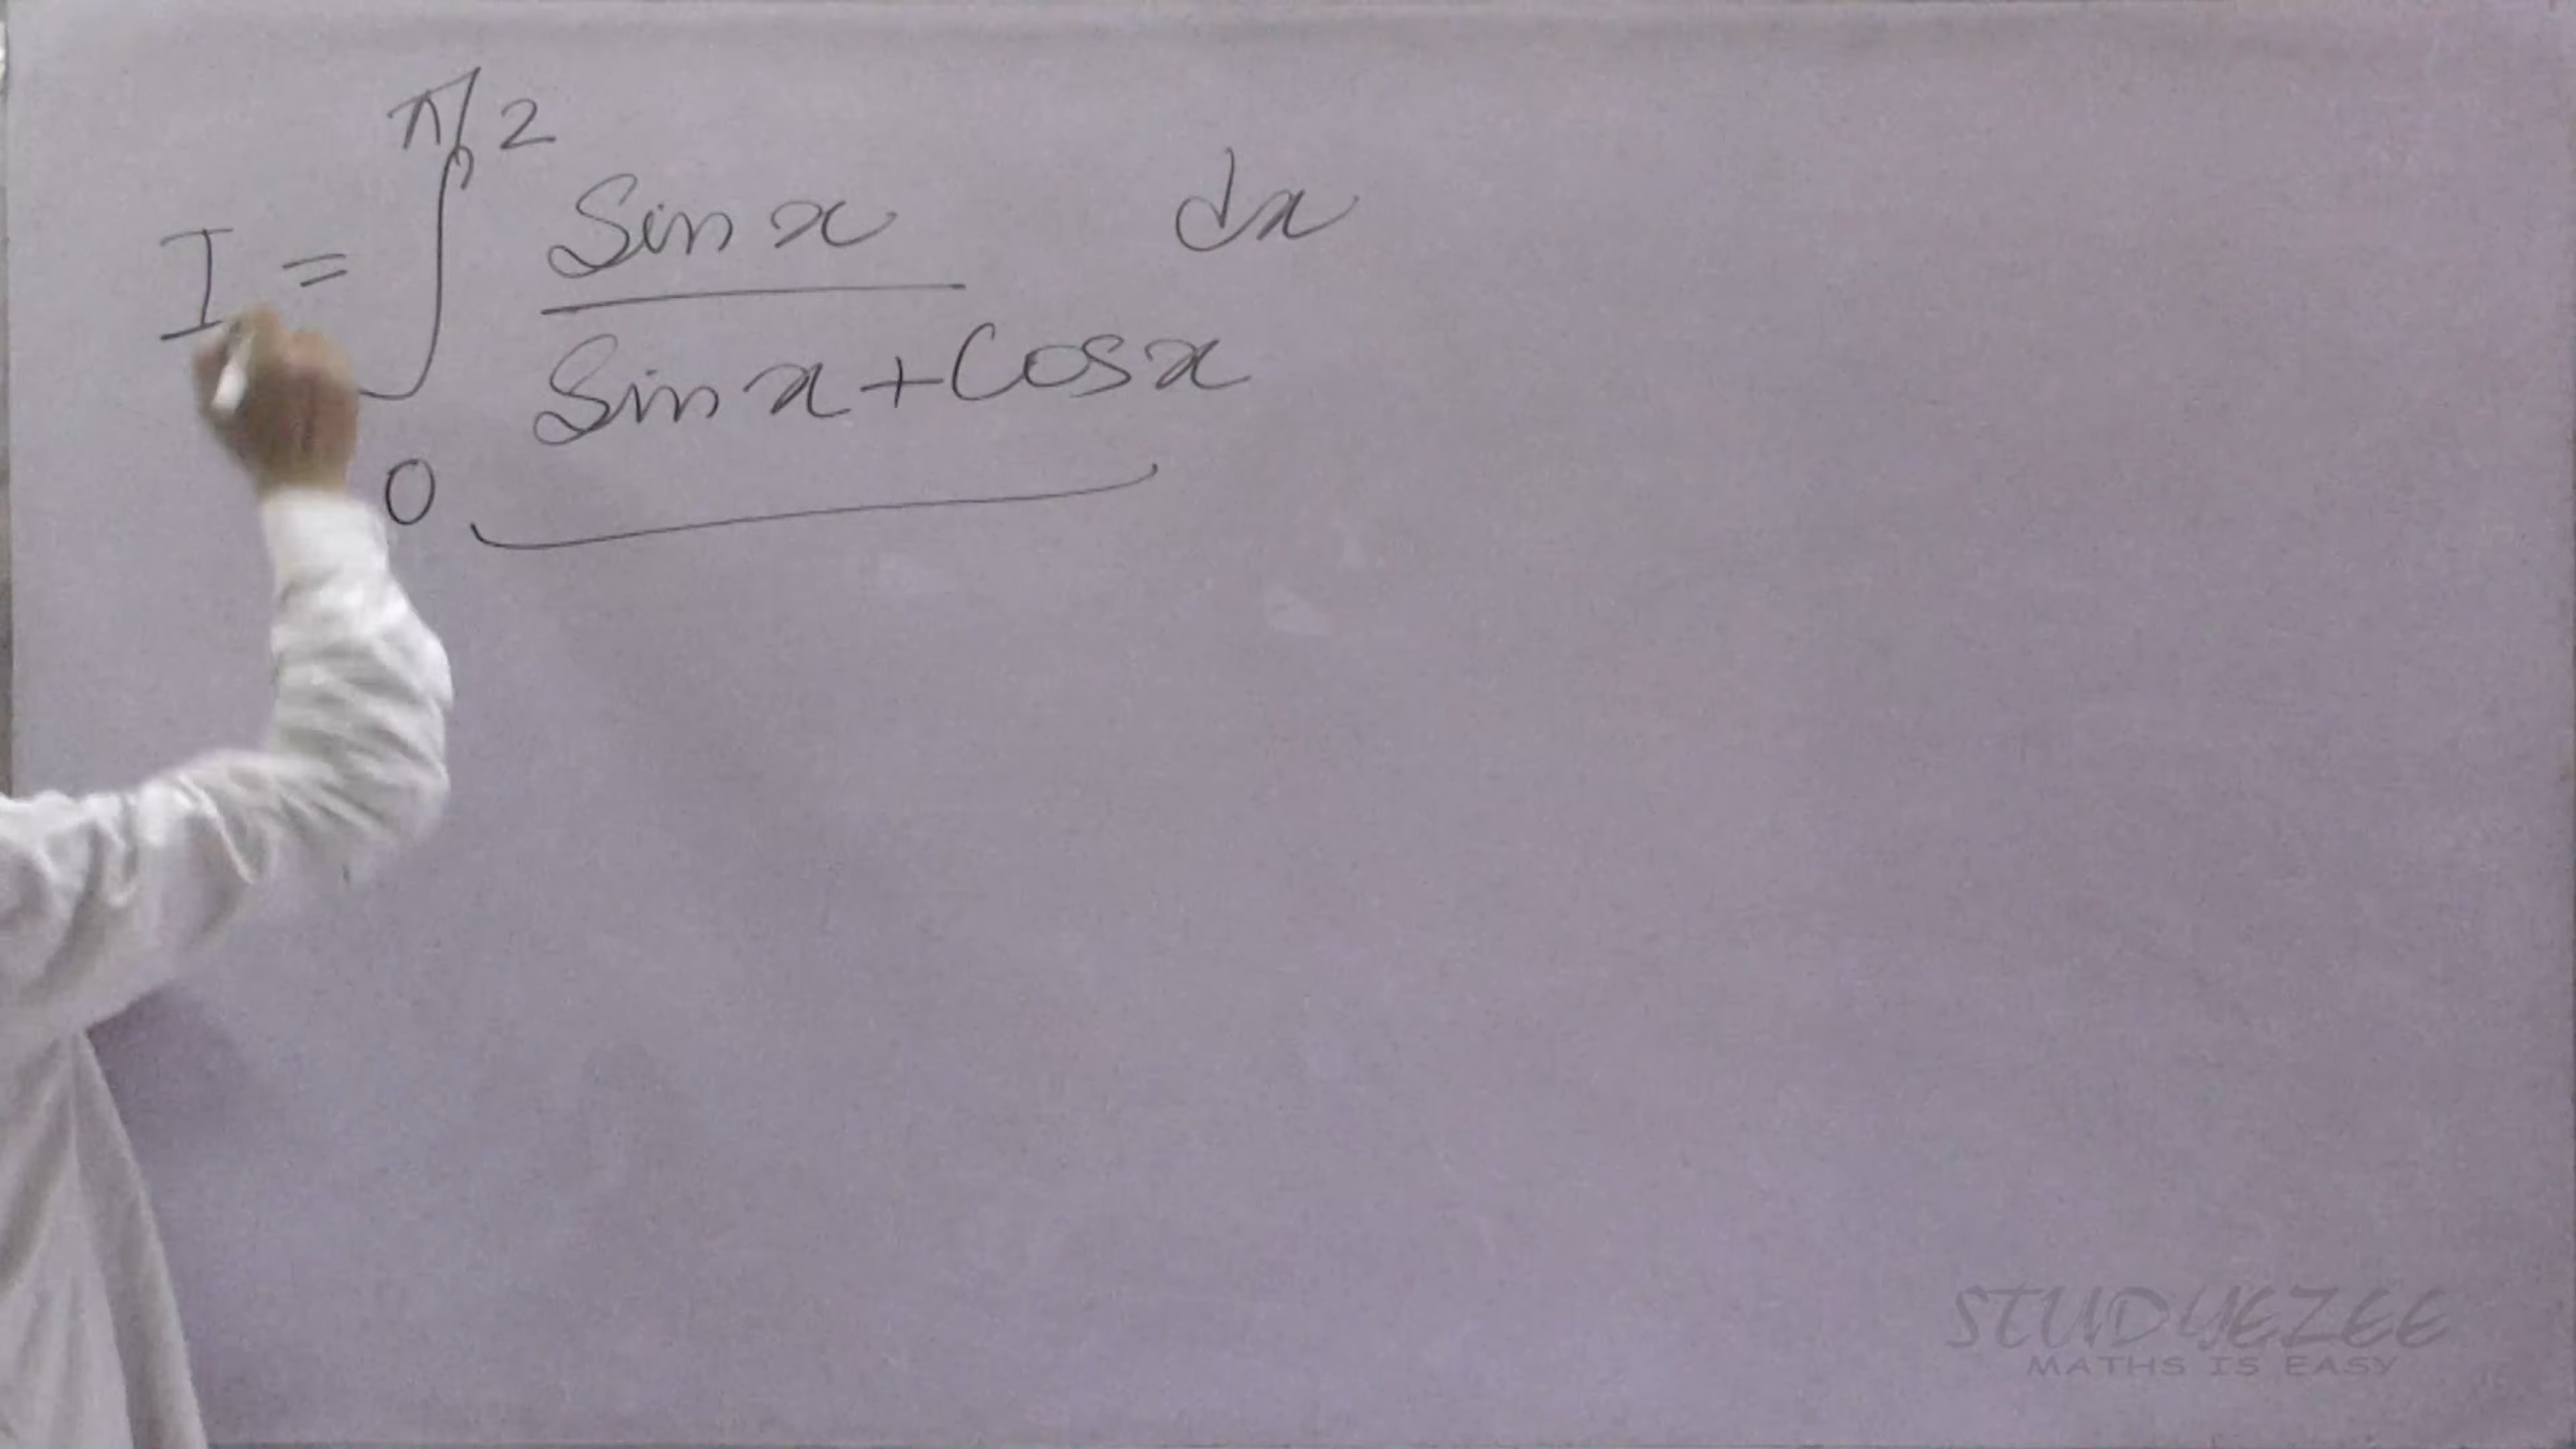 I = ∫₀^π/2 Sin x / Sin x + Cos x dx
STUDYEZEE
MATHS IS EASY